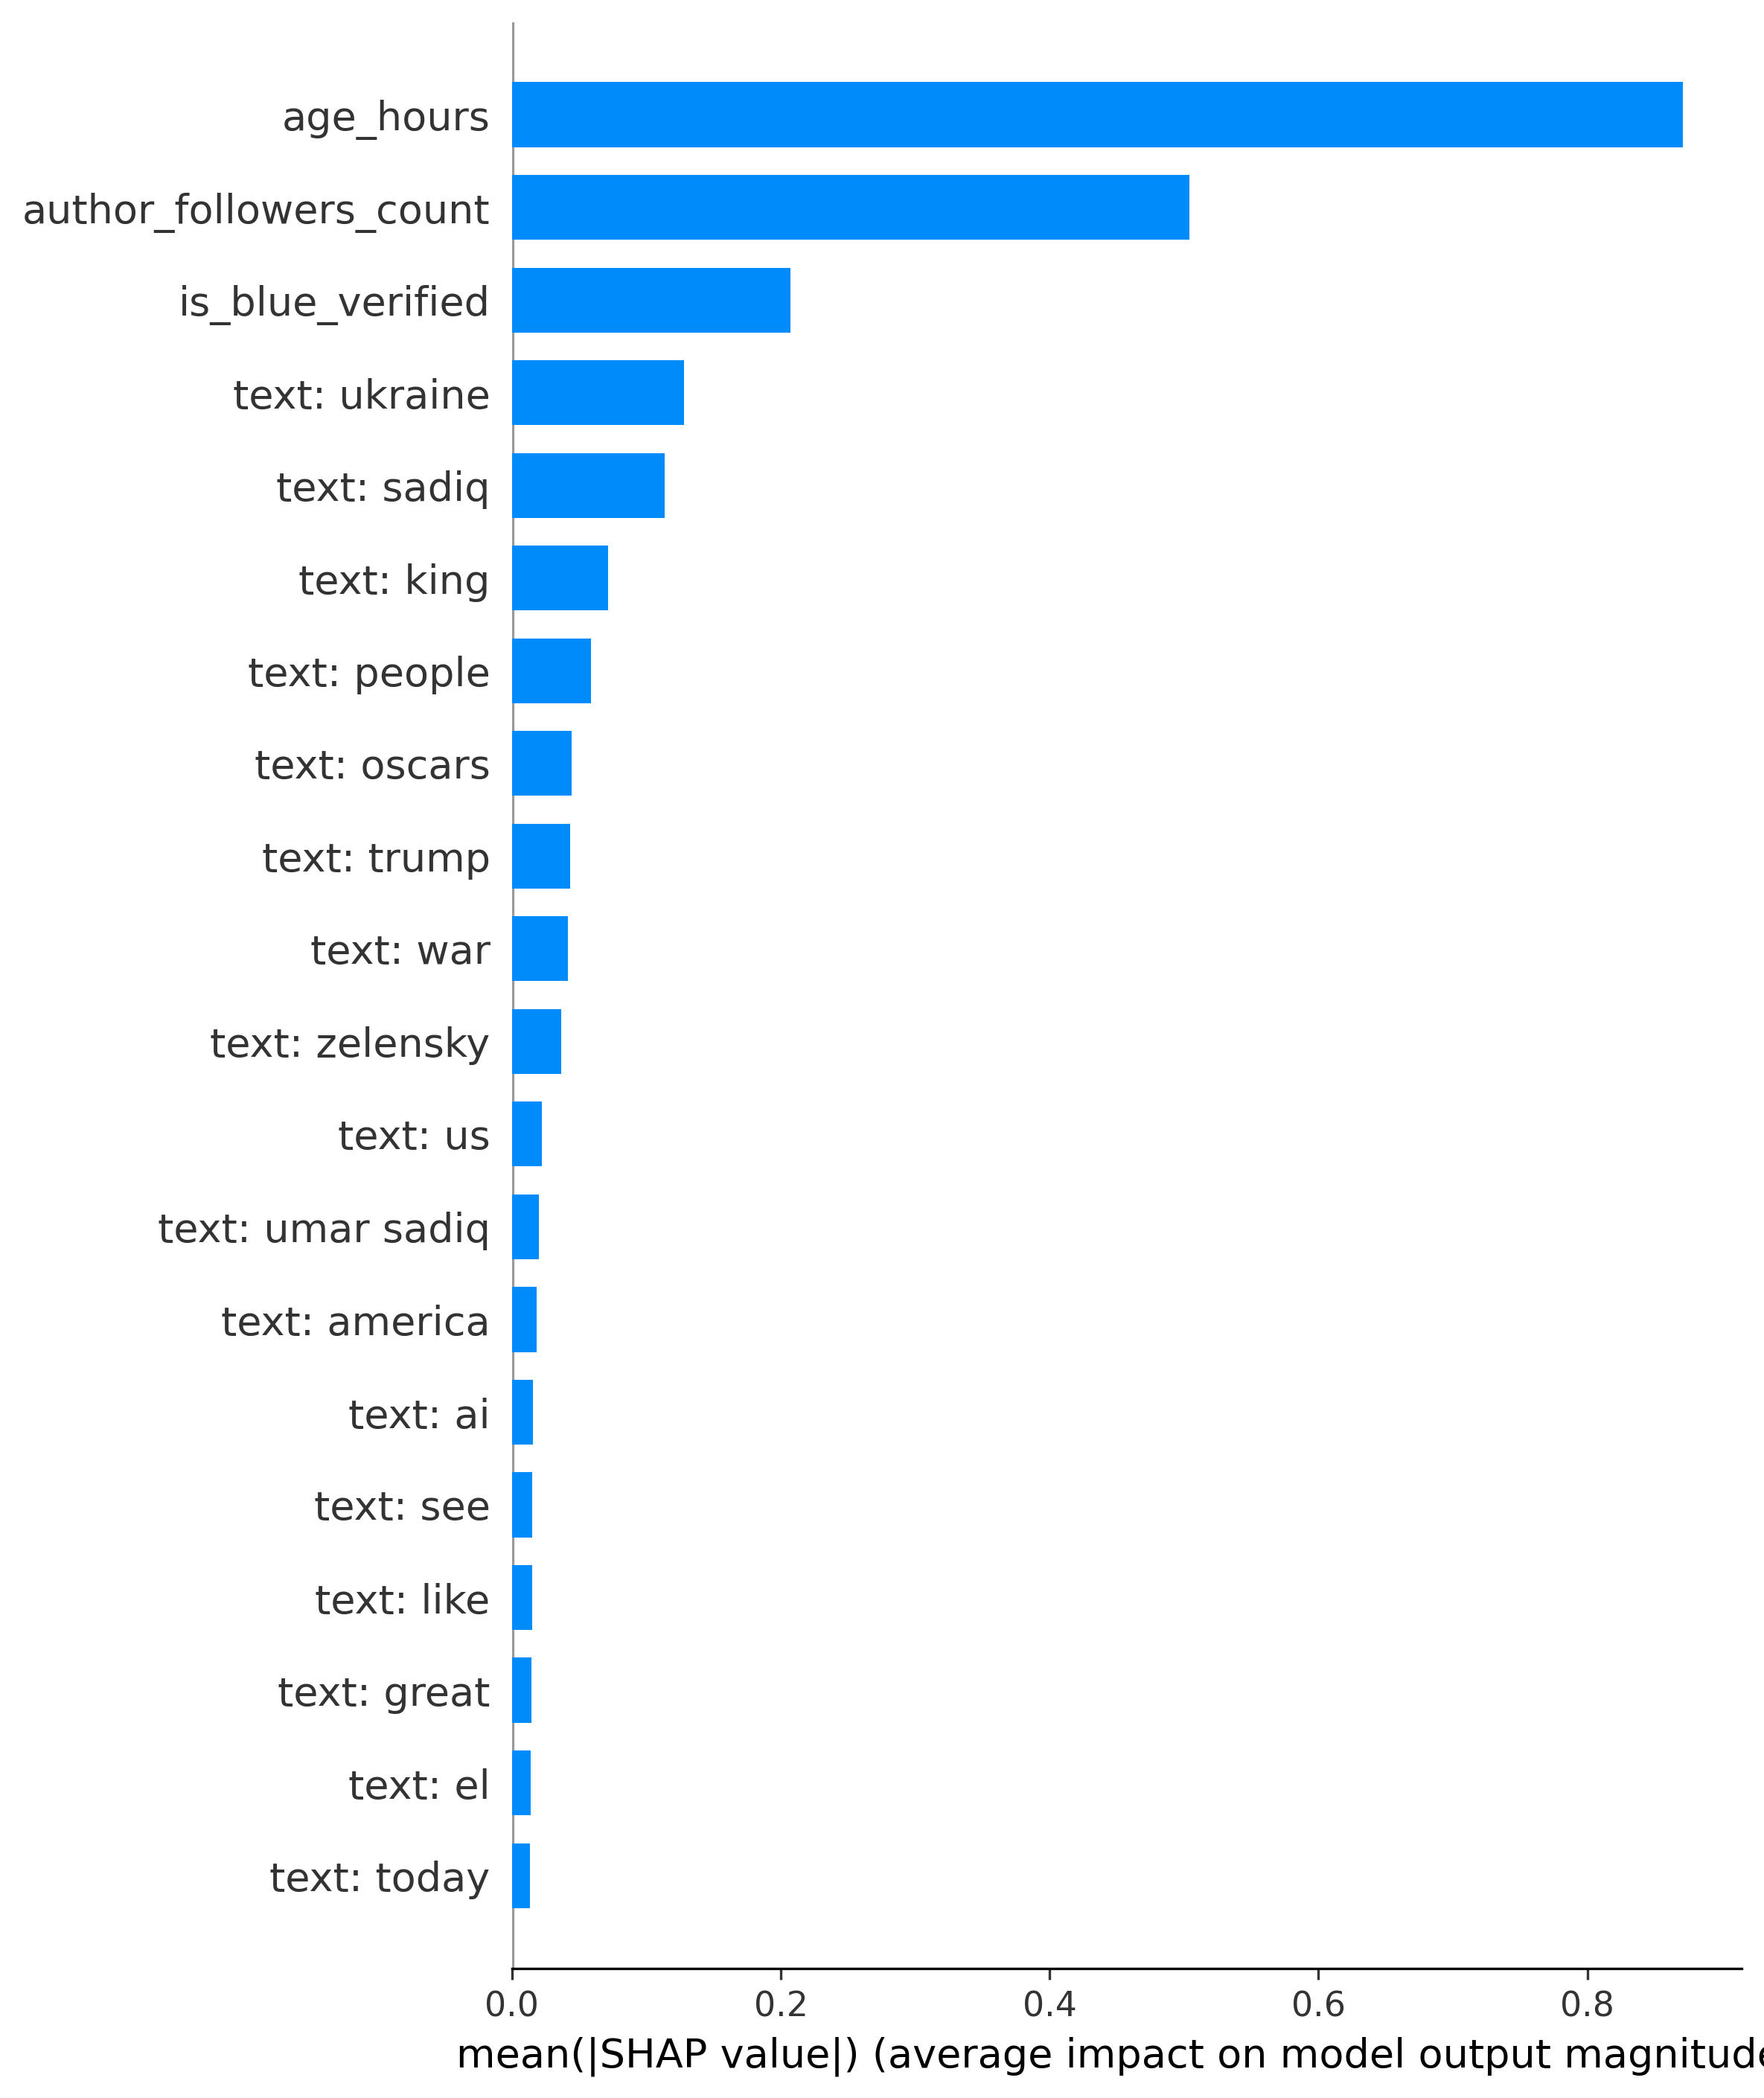 age_hours
author_followers_count
is_blue_verified
text: ukraine
text: sadiq
text: king
text: people
text: oscars
text: trump
text: war
text: zelensky
text: us
text: umar sadiq
text: america
text: ai
text: see
text: like
text: great
text: el
text: today
0.0 0.2 0.4 0.6 0.8
mean(|SHAP value|) (average impact on model output magnitude